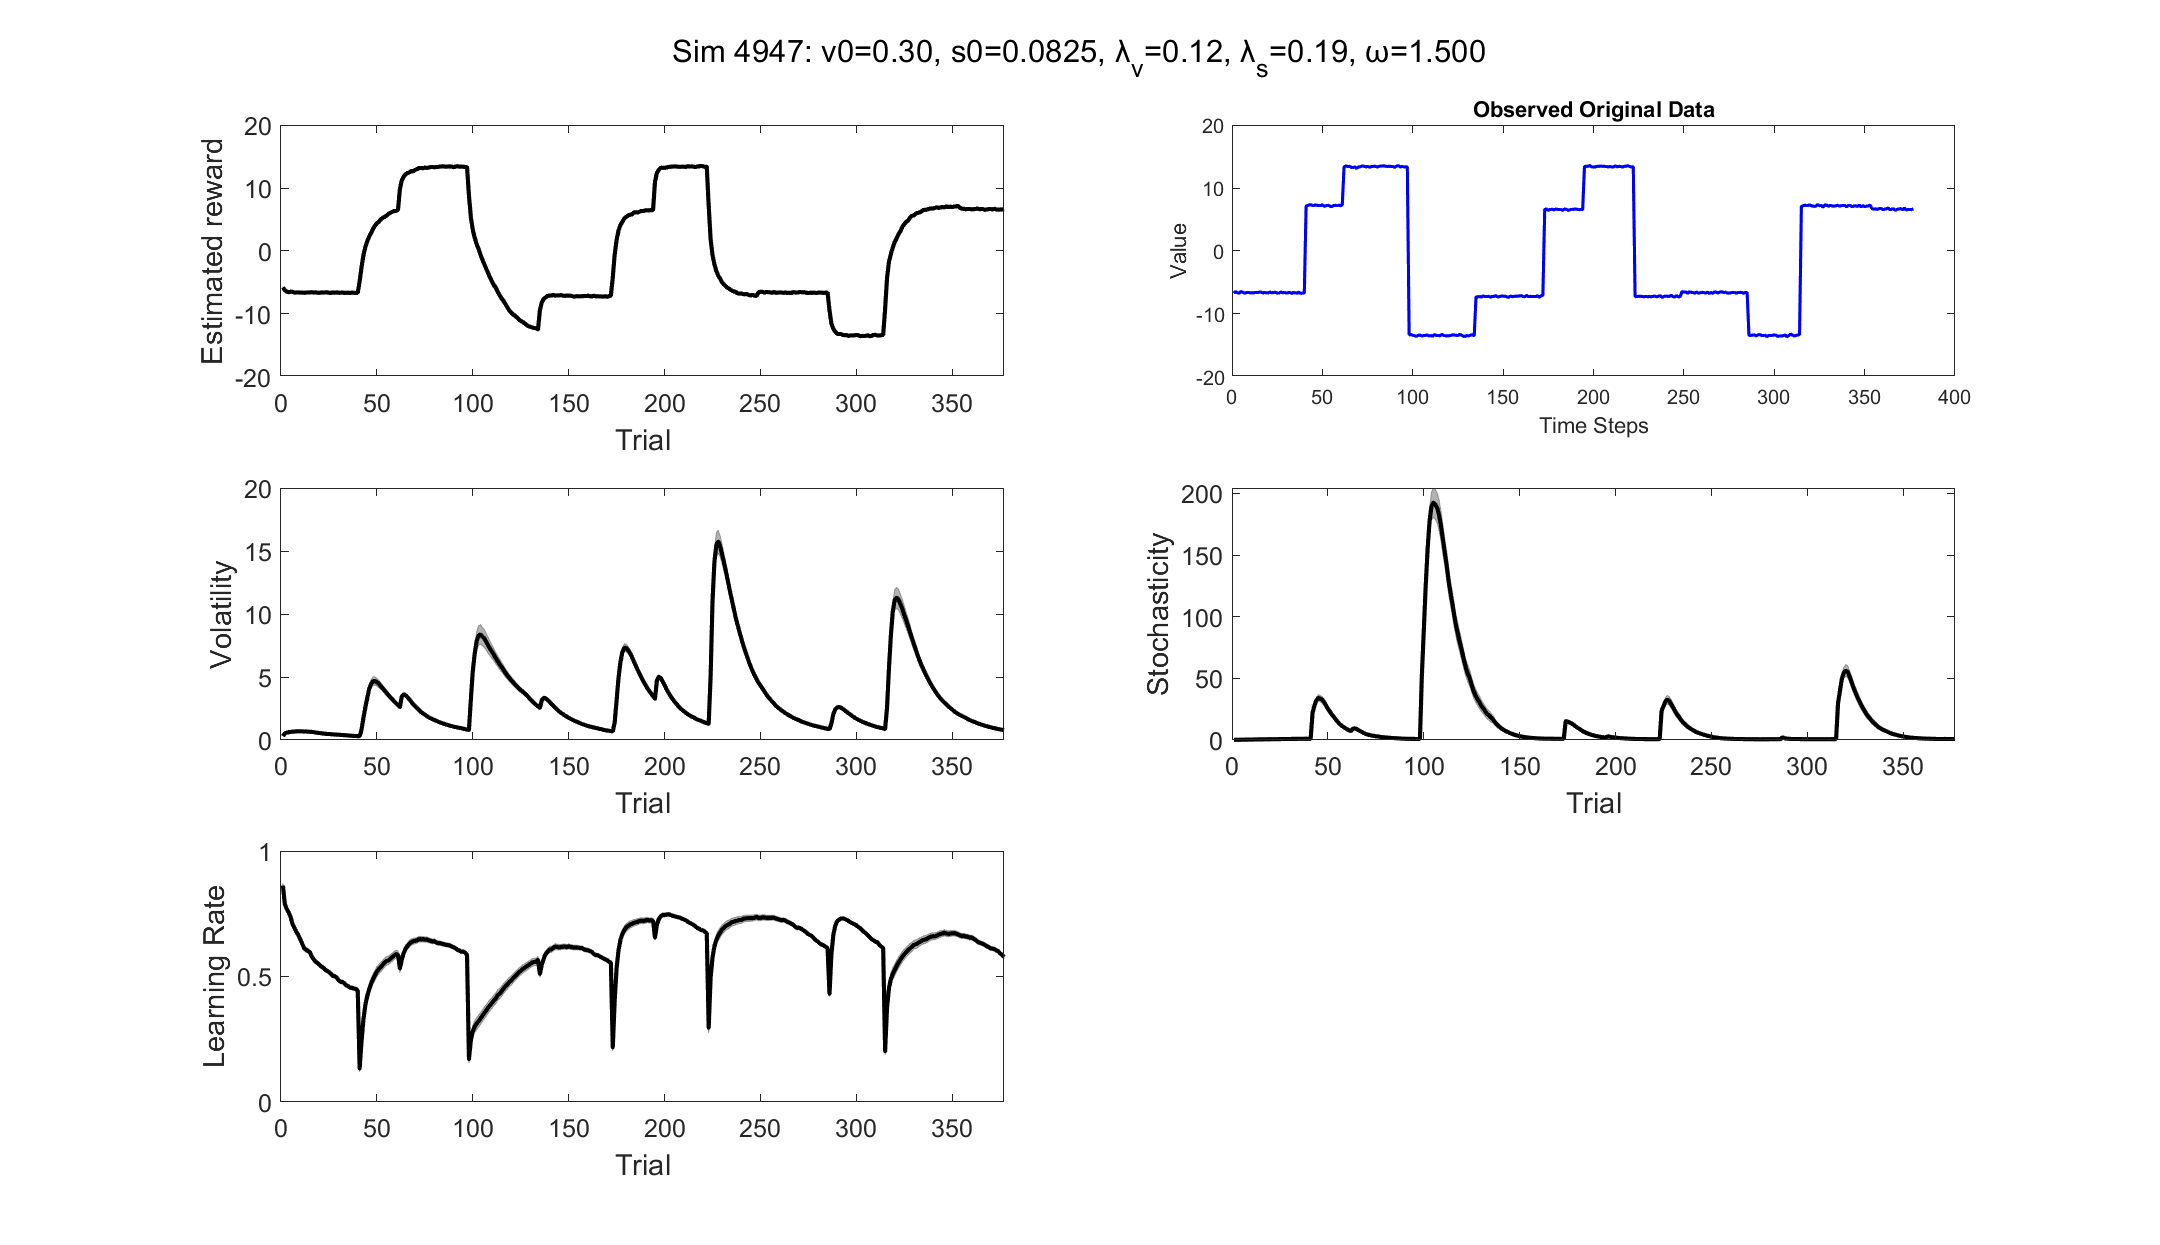 Sim 4947: v0=0.30, s0=0.0825, λ_v=0.12, λ_s=0.19, ω=1.500
Estimated reward
20
10
0
-10
-20
0 50 100 150 200 250 300 350
Trial
Observed Original Data
Value
20
10
0
-10
-20
0 50 100 150 200 250 300 350 400
Time Steps
Volatility
20
15
10
5
0
0 50 100 150 200 250 300 350
Trial
Stochasticity
200
150
100
50
0
0 50 100 150 200 250 300 350
Trial
Learning Rate
1
0.5
0
0 50 100 150 200 250 300 350
Trial